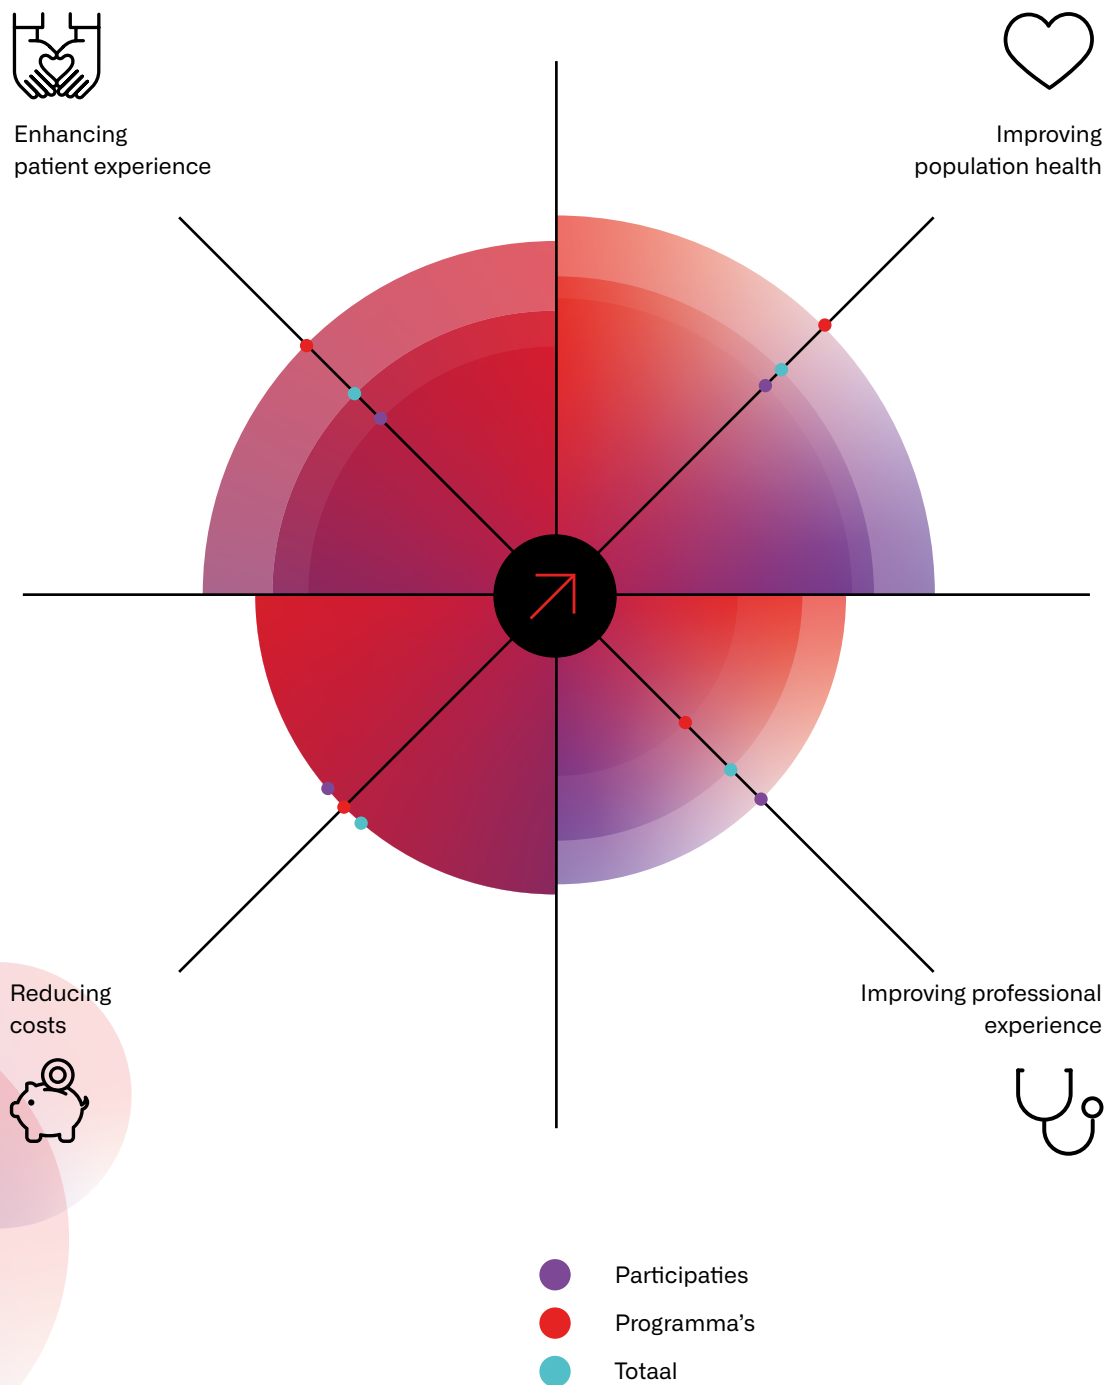 Enhancing
patient experience
Improving
population health
Reducing
costs
Improving professional
experience
Participaties
Programma’s
Totaal